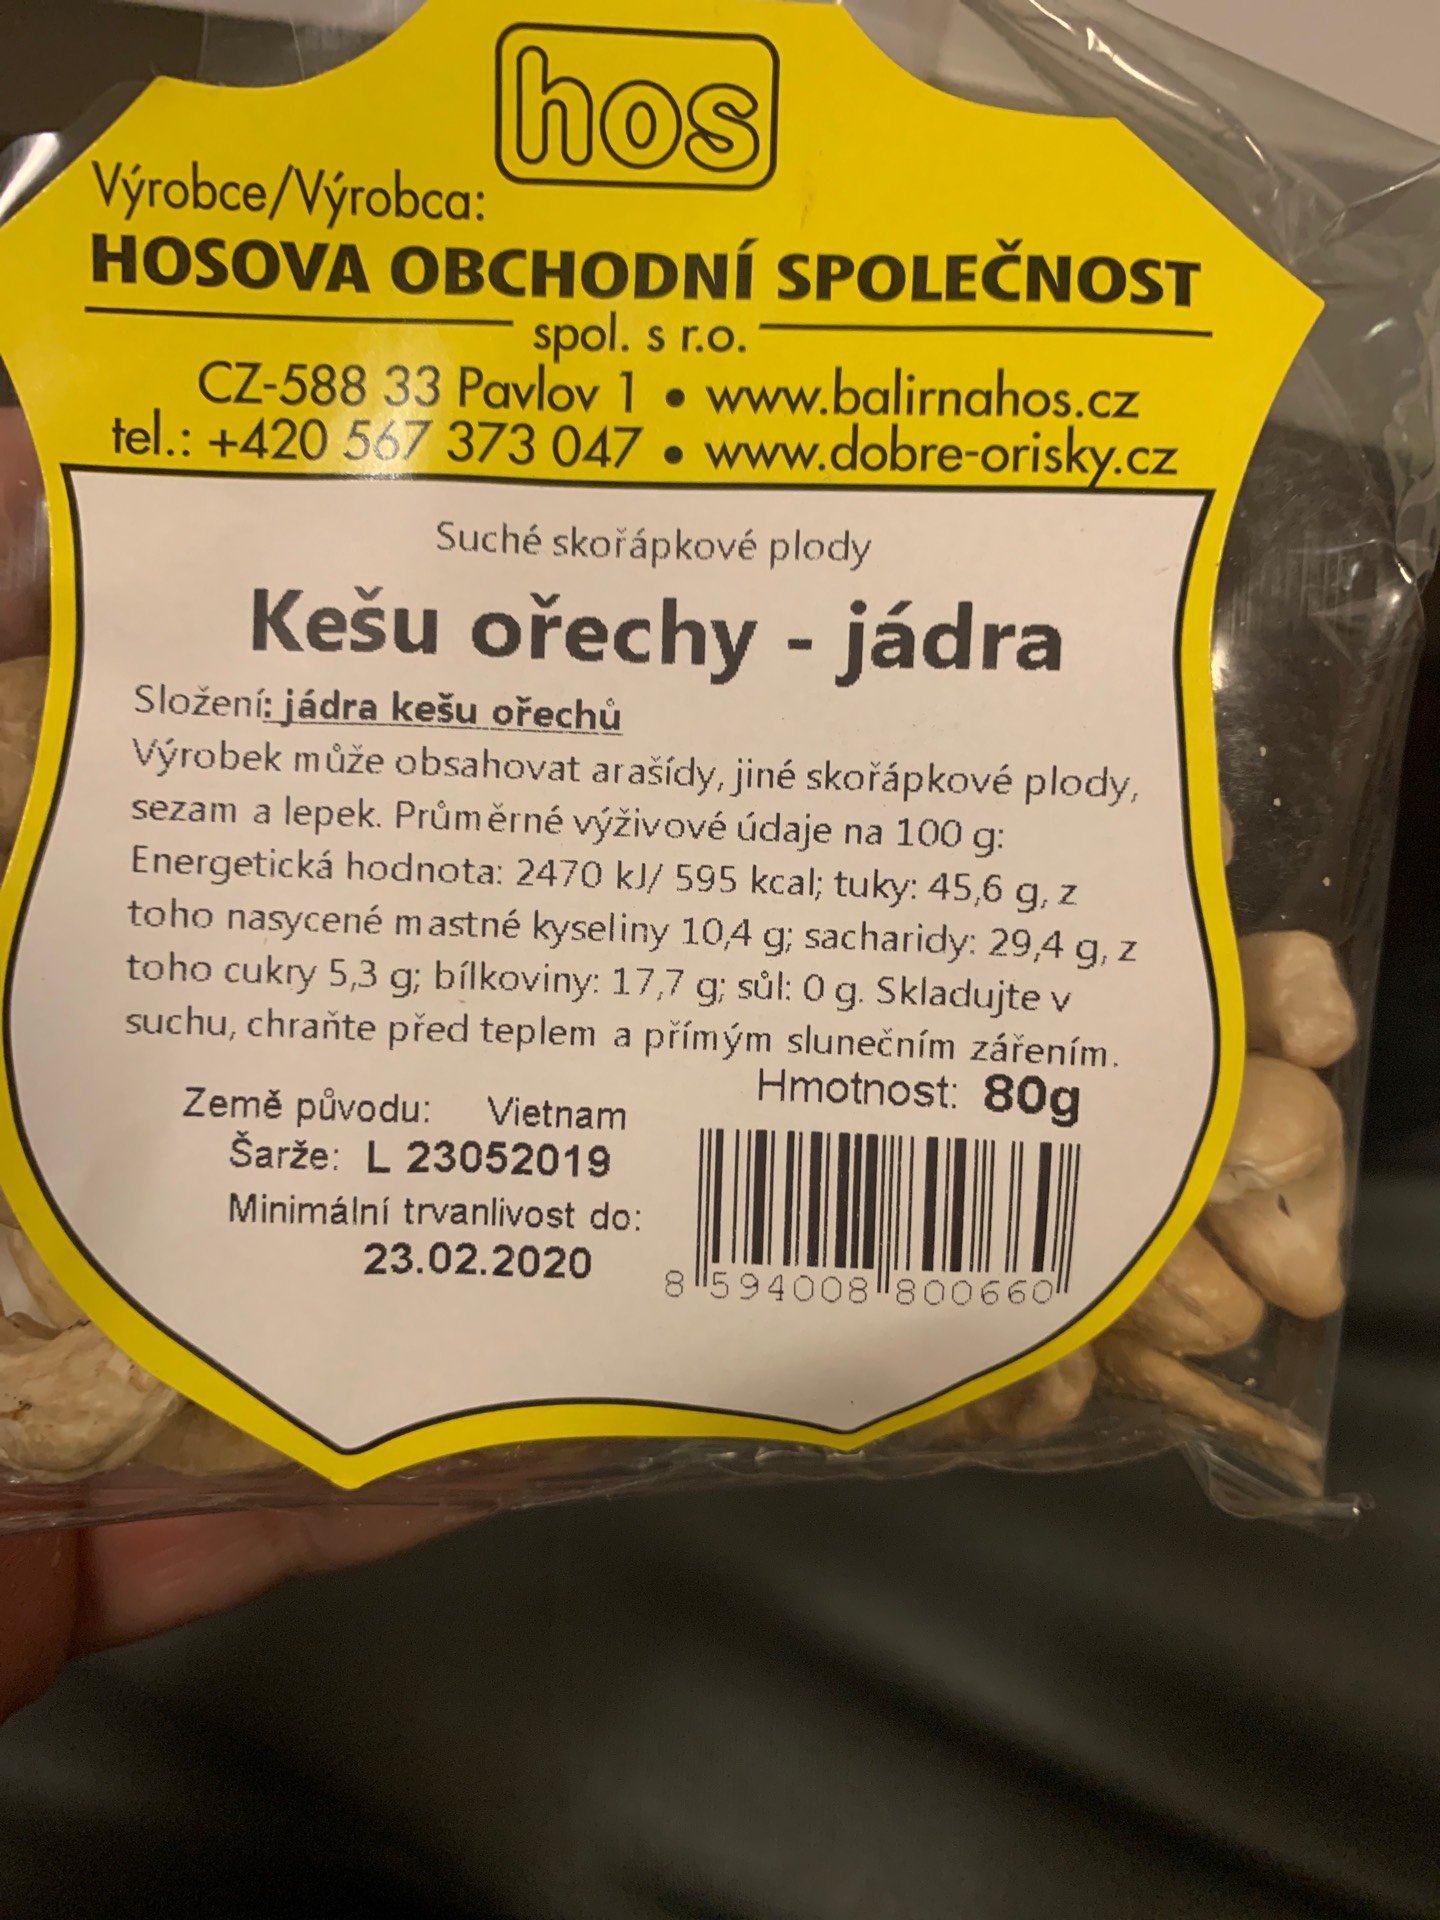 hos
Výrobce/Výrobca:
HOSOVA OBCHODNÍ SPOLEČNOST
spol. s r.o.
CZ-588 33 Pavlov 1 • www.balirnahos.cz
tel.: +420 567 373 047 • www.dobre-orisky.cz
Suché skořápkové plody
Kešu ořechy - jádra
Složení: jádra kešu ořechů
Výrobek může obsahovat arašídy, jiné skořápkové plody,
sezam a lepek. Průměrné výživové údaje na 100 g:
Energetická hodnota: 2470 kJ/ 595 kcal; tuky: 45,6 g, z
toho nasycené mastné kyseliny 10,4 g; sacharidy: 29,4 g, z
toho cukry 5,3 g; bílkoviny: 17,7 g; sůl: 0 g. Skladujte v
suchu, chraňte před teplem a přímým slunečním zářením.
Hmotnost: 80g
Země původu: Vietnam
Šarže: L 23052019
Minimální trvanlivost do:
23.02.2020
8 594008 800660